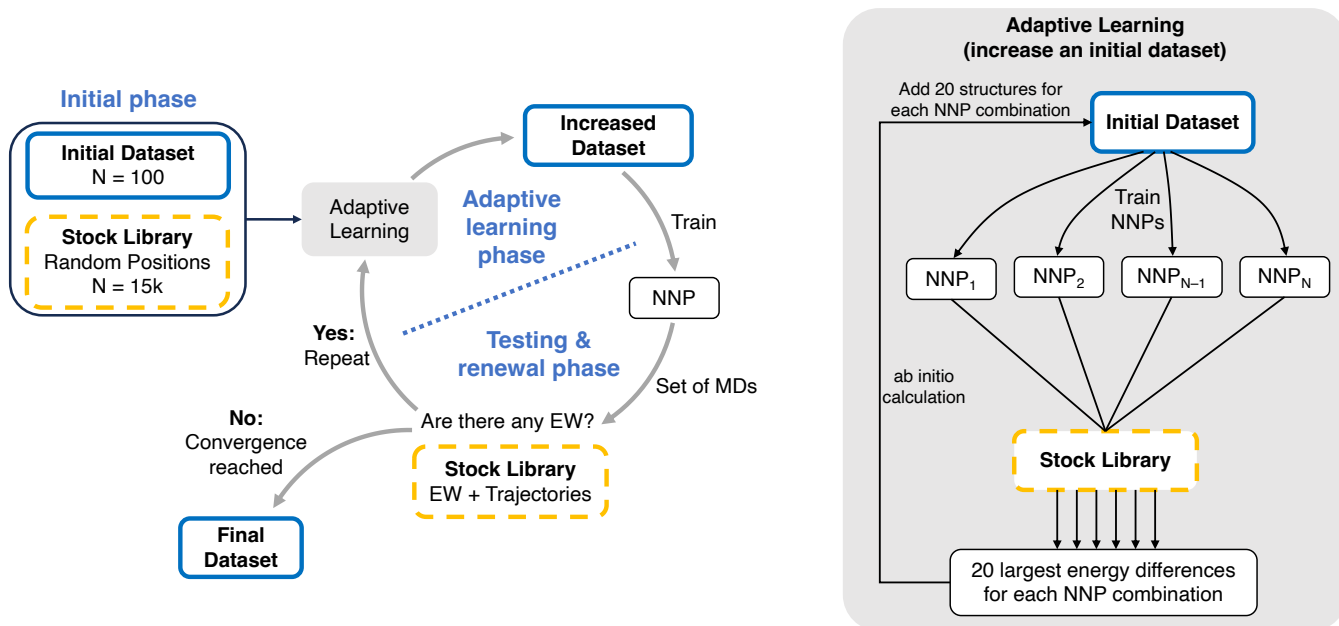 Initial phase
Initial Dataset
N = 100
Stock Library
Random Positions
N = 15k
Adaptive
Learning
Increased
Dataset
Adaptive
learning
phase
Train
NNP
Testing &
renewal phase
Set of MDs
Yes:
Repeat
Are there any EW?
Stock Library
EW + Trajectories
No:
Convergence
reached
Final
Dataset
Adaptive Learning
(increase an initial dataset)
Add 20 structures for
each NNP combination
Initial Dataset
Train
NNPs
NNP₁
NNP₂
NNP_N–1
NNP_N
ab initio
calculation
Stock Library
20 largest energy differences
for each NNP combination